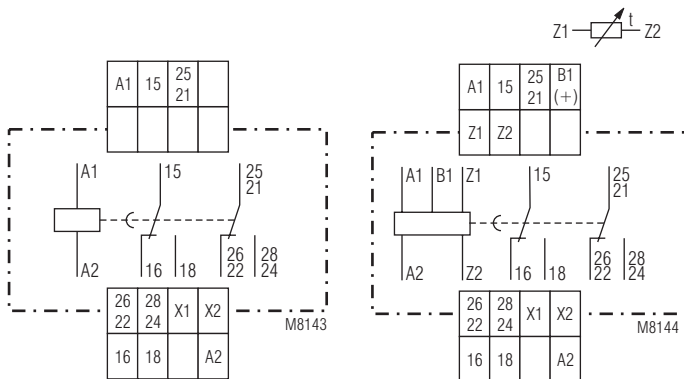 Z1 t Z2
A1 15 25 21
A1 15 25 21 B1 (+)
Z1 Z2
A1 15 25 21
A2 16 18 26 22 28 24
A1 B1 Z1 15 25 21
A2 Z2 16 18 26 22 28 24
26 22 28 24 X1 X2
16 18 A2
M8143
26 22 28 24 X1 X2
16 18 A2
M8144